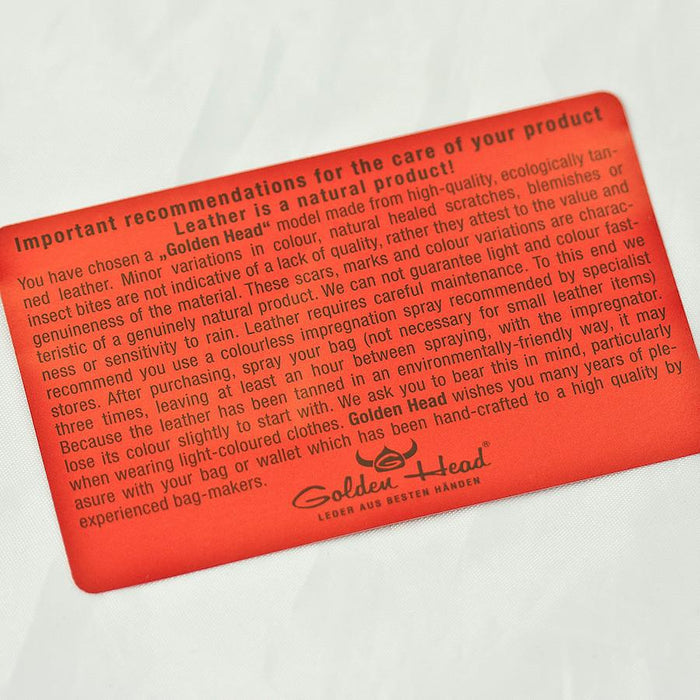 Important recommendations for the care of your product
Leather is a natural product!
You have chosen a „Golden Head“ model made from high-quality, ecologically tan-
ned leather. Minor variations in colour, natural healed scratches, blemishes or
insect bites are not indicative of a lack of quality, rather they attest to the value and
genuineness of the material. These scars, marks and colour variations are charac-
teristic of a genuinely natural product. We can not guarantee light and colour fast-
ness or sensitivity to rain. Leather requires careful maintenance. To this end we
recommend you use a colourless impregnation spray recommended by specialist
stores. After purchasing, spray your bag (not necessary for small leather items)
three times, leaving at least an hour between spraying, with the impregnator.
Because the leather has been tanned in an environmentally-friendly way, it may
lose its colour slightly to start with. We ask you to bear this in mind, particularly
when wearing light-coloured clothes. Golden Head wishes you many years of ple-
asure with your bag or wallet which has been hand-crafted to a high quality by
experienced bag-makers.
Golden Head®
LEDER AUS BESTEN HÄNDEN